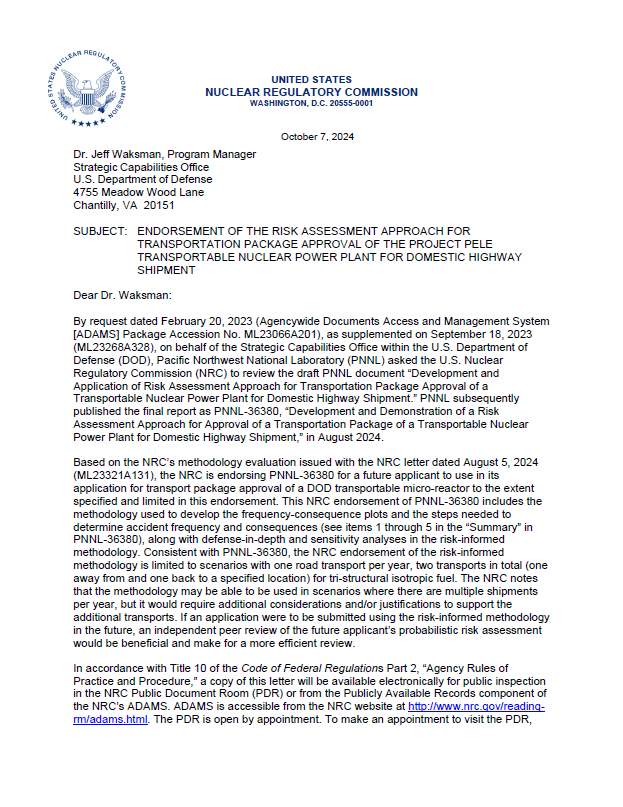 UNITED STATES NUCLEAR REGULATORY COMMISSION
UNITED STATES
NUCLEAR REGULATORY COMMISSION
WASHINGTON, D.C. 20555-0001
October 7, 2024
Dr. Jeff Waksman, Program Manager
Strategic Capabilities Office
U.S. Department of Defense
4755 Meadow Wood Lane
Chantilly, VA 20151
SUBJECT: ENDORSEMENT OF THE RISK ASSESSMENT APPROACH FOR
TRANSPORTATION PACKAGE APPROVAL OF THE PROJECT PELE
TRANSPORTABLE NUCLEAR POWER PLANT FOR DOMESTIC HIGHWAY
SHIPMENT
Dear Dr. Waksman:
By request dated February 20, 2023 (Agencywide Documents Access and Management System
[ADAMS] Package Accession No. ML23066A201), as supplemented on September 18, 2023
(ML23268A328), on behalf of the Strategic Capabilities Office within the U.S. Department of
Defense (DOD), Pacific Northwest National Laboratory (PNNL) asked the U.S. Nuclear
Regulatory Commission (NRC) to review the draft PNNL document “Development and
Application of Risk Assessment Approach for Transportation Package Approval of a
Transportable Nuclear Power Plant for Domestic Highway Shipment.” PNNL subsequently
published the final report as PNNL-36380, “Development and Demonstration of a Risk
Assessment Approach for Approval of a Transportation Package of a Transportable Nuclear
Power Plant for Domestic Highway Shipment,” in August 2024.
Based on the NRC’s methodology evaluation issued with the NRC letter dated August 5, 2024
(ML23321A131), the NRC is endorsing PNNL-36380 for a future applicant to use in its
application for transport package approval of a DOD transportable micro-reactor to the extent
specified and limited in this endorsement. This NRC endorsement of PNNL-36380 includes the
methodology used to develop the frequency-consequence plots and the steps needed to
determine accident frequency and consequences (see items 1 through 5 in the “Summary” in
PNNL-36380), along with defense-in-depth and sensitivity analyses in the risk-informed
methodology. Consistent with PNNL-36380, the NRC endorsement of the risk-informed
methodology is limited to scenarios with one road transport per year, two transports in total (one
away from and one back to a specified location) for tri-structural isotropic fuel. The NRC notes
that the methodology may be able to be used in scenarios where there are multiple shipments
per year, but it would require additional considerations and/or justifications to support the
additional transports. If an application were to be submitted using the risk-informed methodology
in the future, an independent peer review of the future applicant’s probabilistic risk assessment
would be beneficial and make for a more efficient review.
In accordance with Title 10 of the Code of Federal Regulations Part 2, “Agency Rules of
Practice and Procedure,” a copy of this letter will be available electronically for public inspection
in the NRC Public Document Room (PDR) or from the Publicly Available Records component of
the NRC’s ADAMS. ADAMS is accessible from the NRC website at http://www.nrc.gov/reading-
rm/adams.html. The PDR is open by appointment. To make an appointment to visit the PDR,